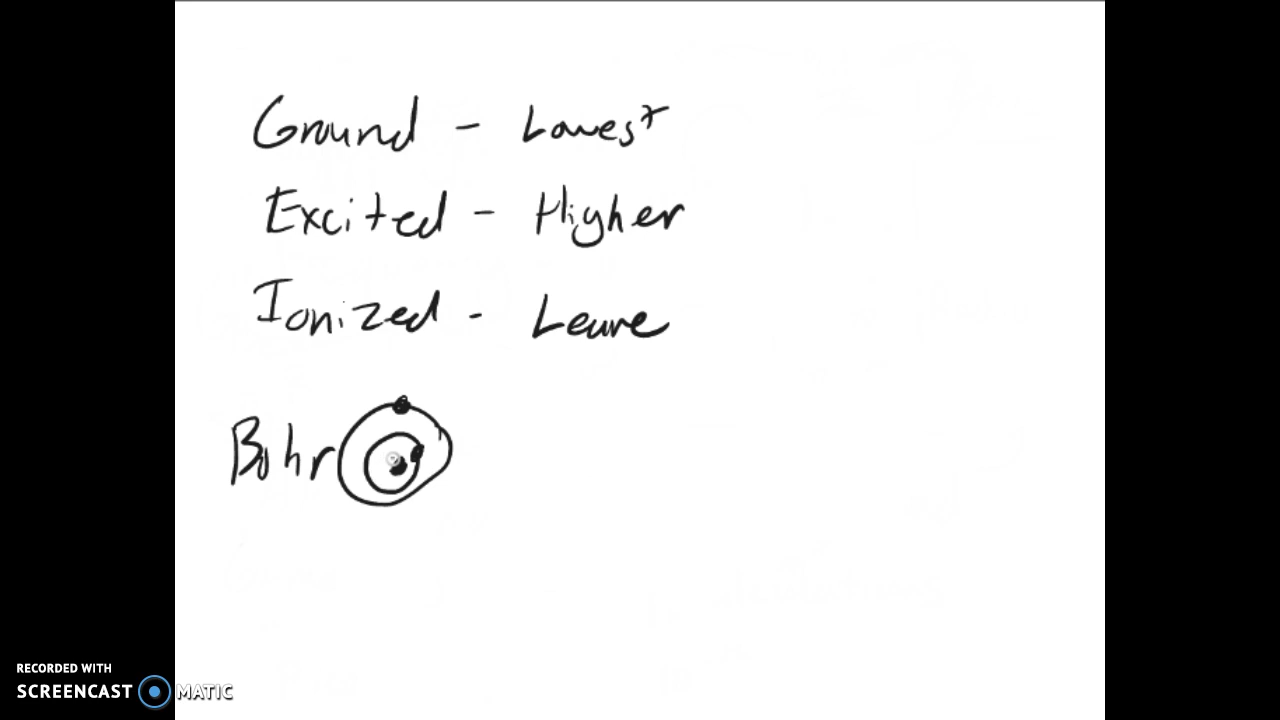 Ground - Lowest
Excited - Higher
Ionized - Leave
Bohr
RECORDED WITH
SCREENCAST MATIC